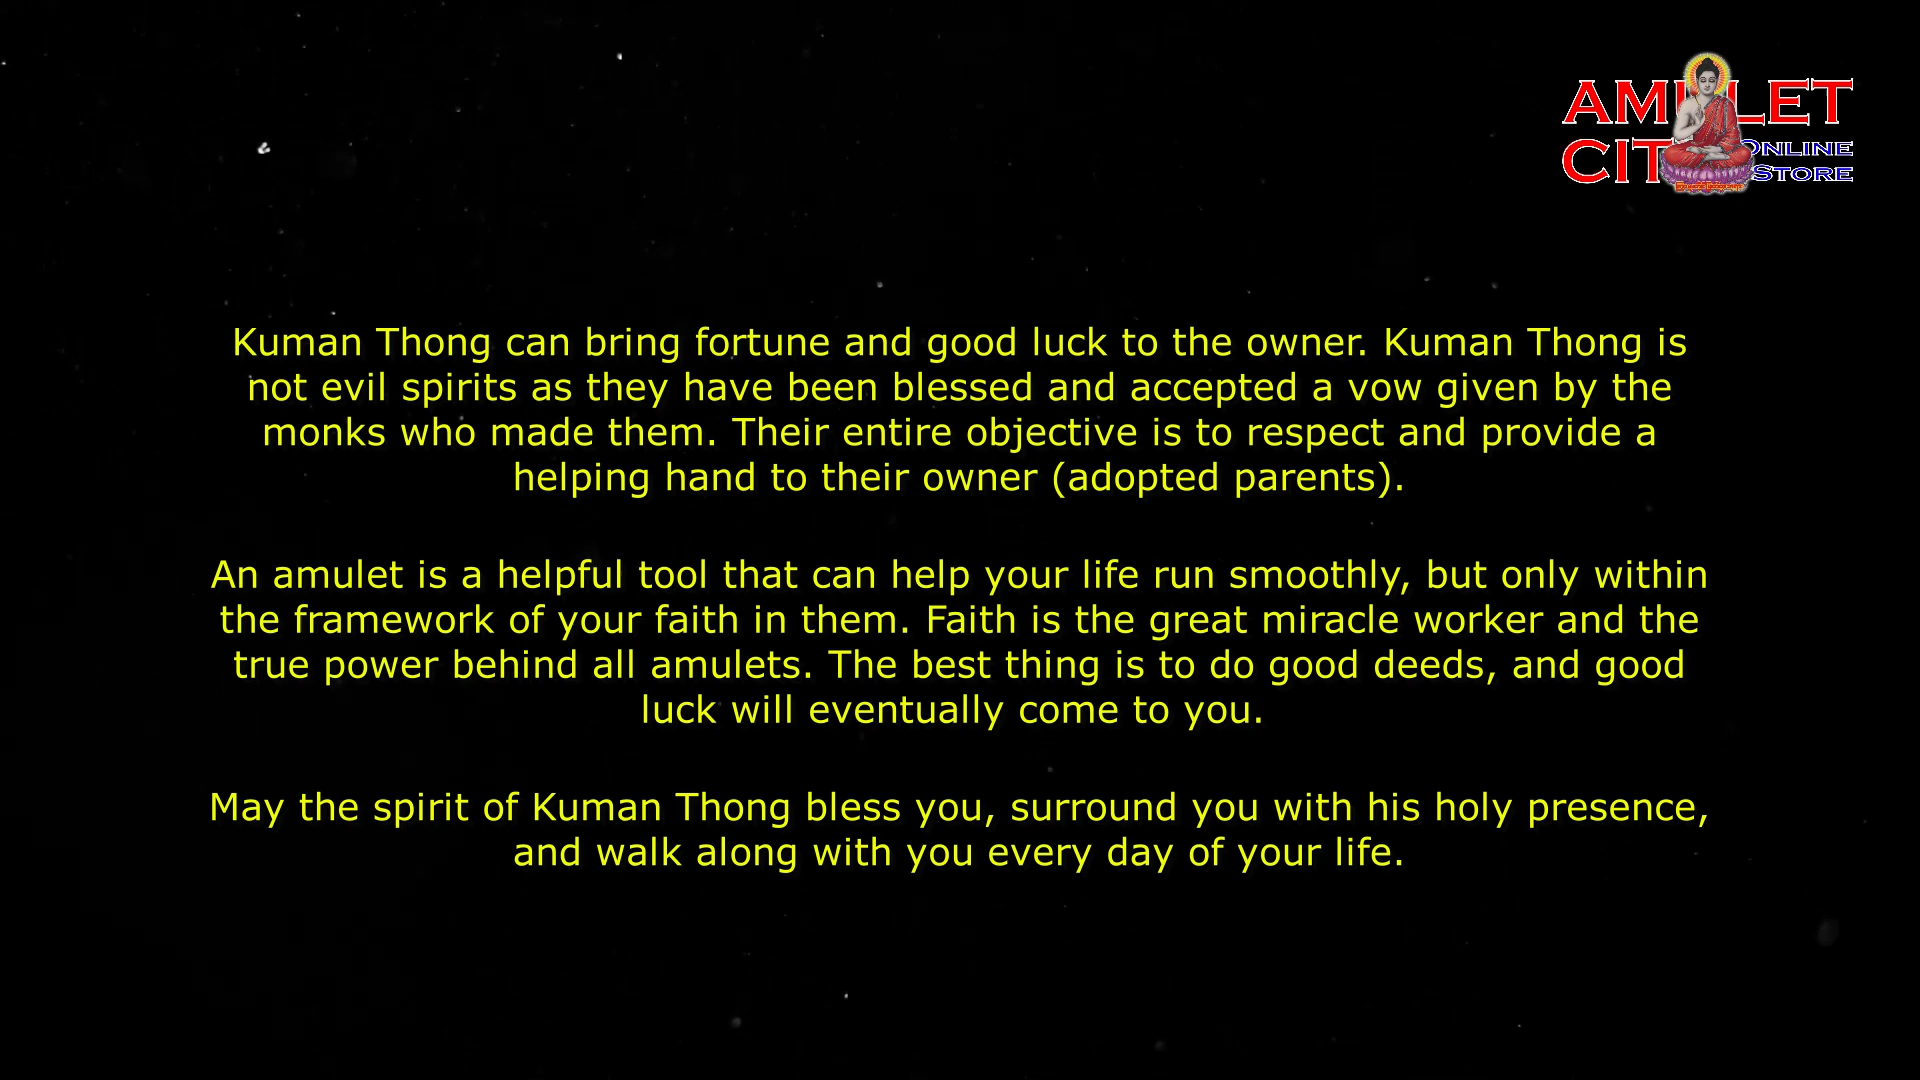 AMULET
CITY
ONLINE
STORE
Kuman Thong can bring fortune and good luck to the owner. Kuman Thong is
not evil spirits as they have been blessed and accepted a vow given by the
monks who made them. Their entire objective is to respect and provide a
helping hand to their owner (adopted parents).
An amulet is a helpful tool that can help your life run smoothly, but only within
the framework of your faith in them. Faith is the great miracle worker and the
true power behind all amulets. The best thing is to do good deeds, and good
luck will eventually come to you.
May the spirit of Kuman Thong bless you, surround you with his holy presence,
and walk along with you every day of your life.